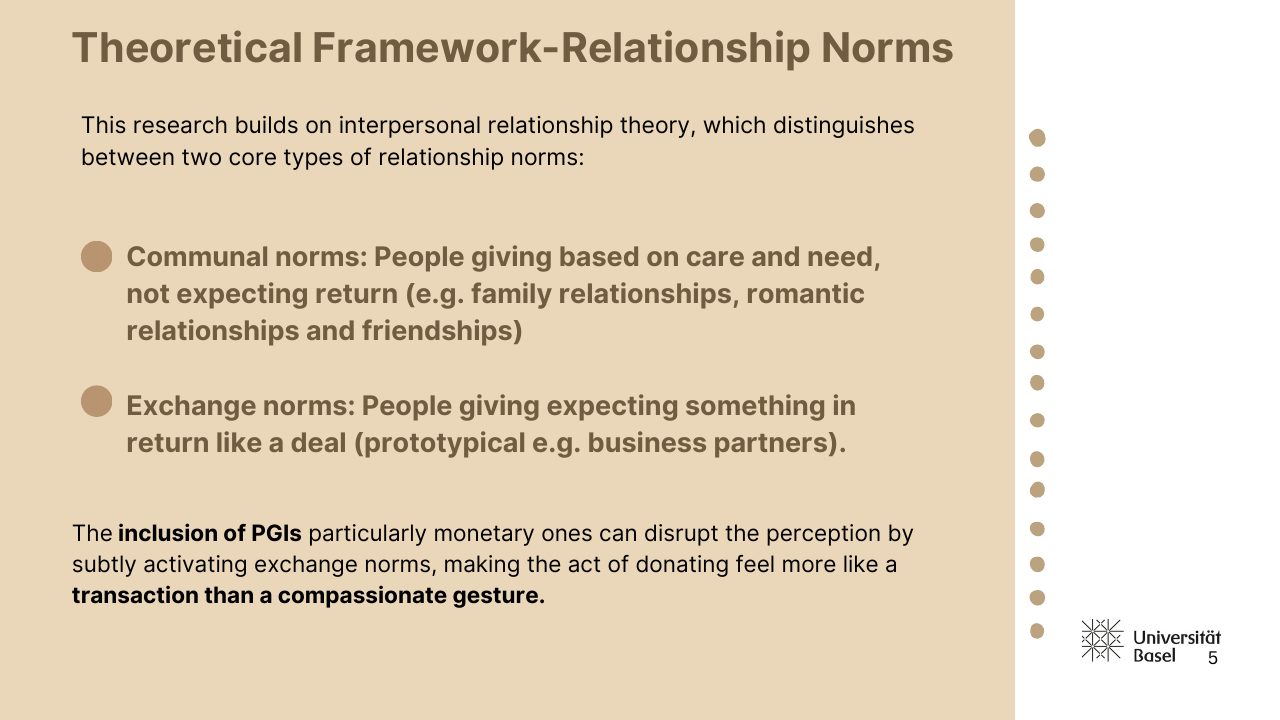 Theoretical Framework-Relationship Norms
This research builds on interpersonal relationship theory, which distinguishes
between two core types of relationship norms:
Communal norms: People giving based on care and need,
not expecting return (e.g. family relationships, romantic
relationships and friendships)
Exchange norms: People giving expecting something in
return like a deal (prototypical e.g. business partners).
The inclusion of PGIs particularly monetary ones can disrupt the perception by
subtly activating exchange norms, making the act of donating feel more like a
transaction than a compassionate gesture.
Universität
Basel
5